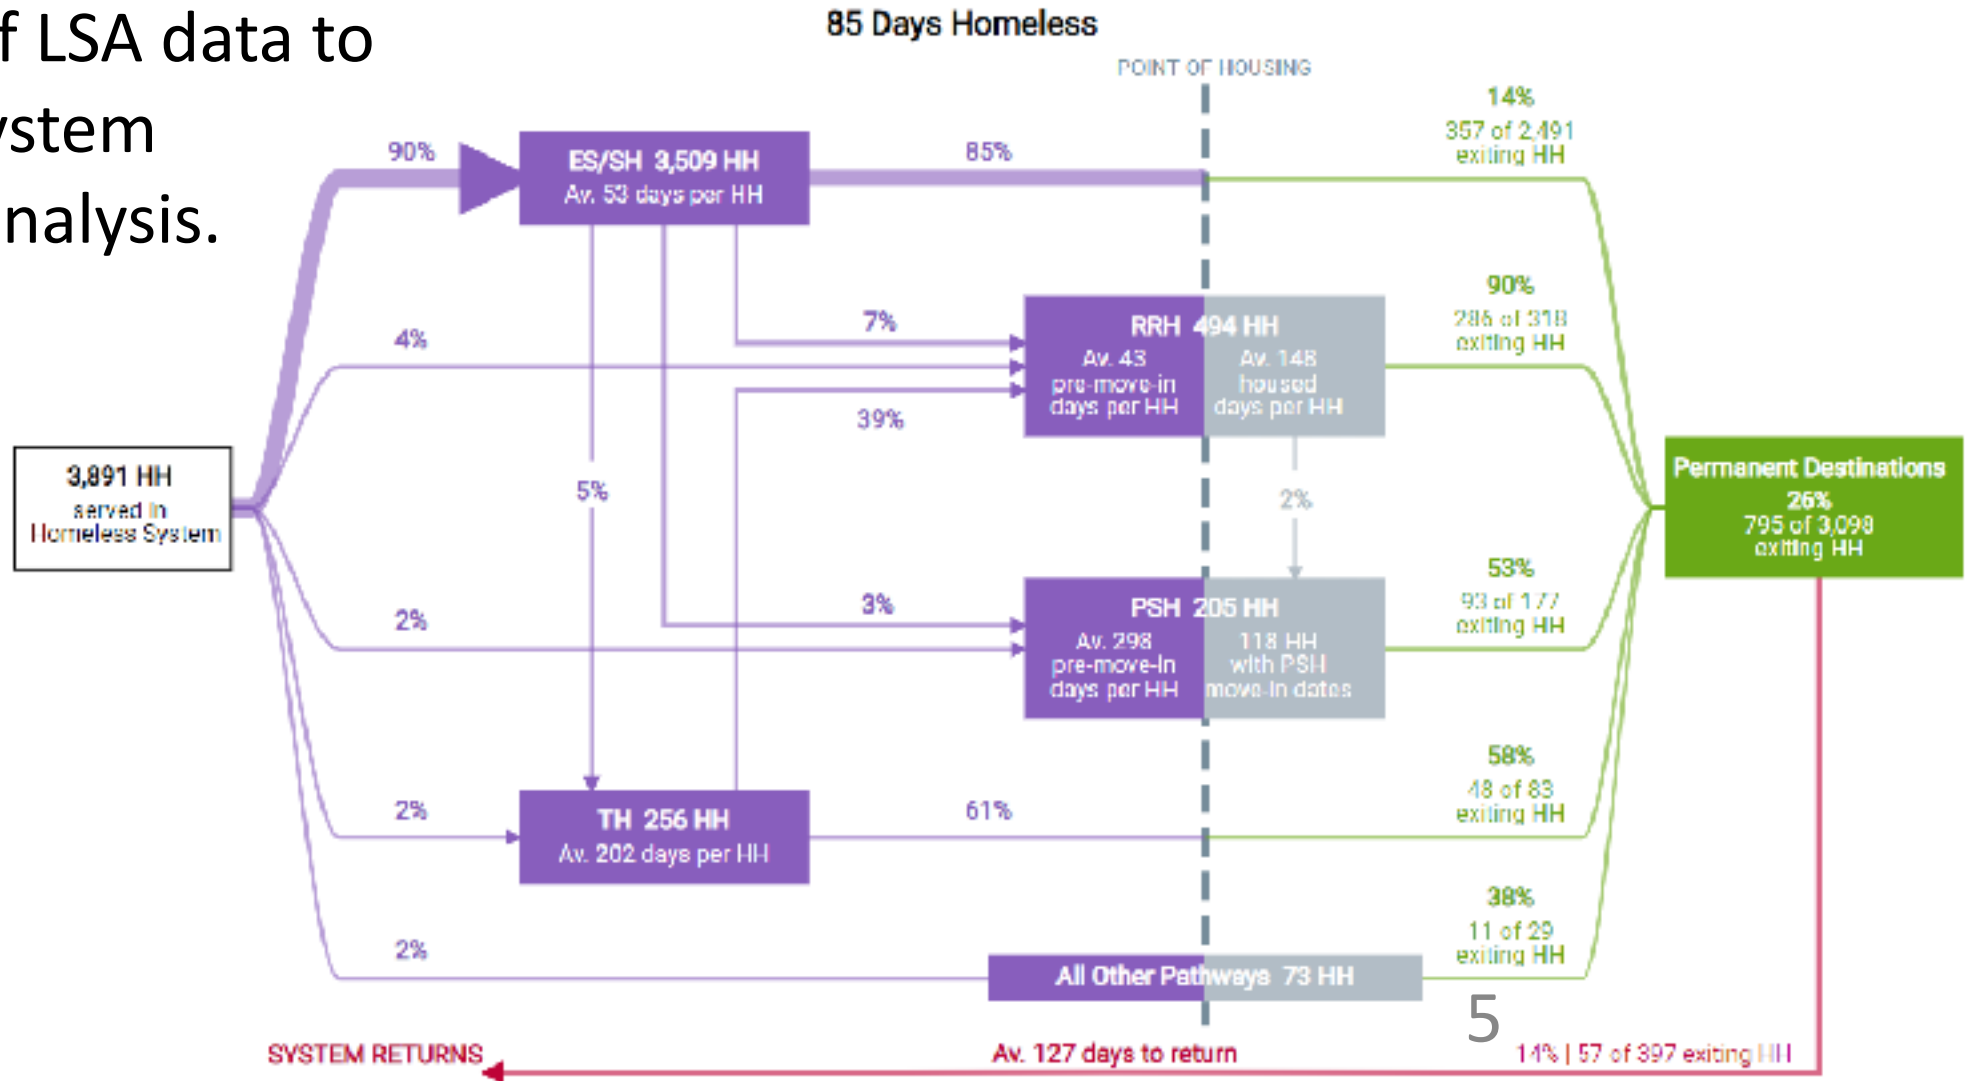 f LSA data to
ystem
nalysis.
85 Days Homeless
POINT OF HOUSING
90%
ES/SH 3,509 HH
Av. 53 days per HH
85%
14%
357 of 2,491
exiting HH
4%
7%
39%
RRH 494 HH
Av. 43
pre-move-in
days per HH
Av. 148
housed
days per HH
90%
286 of 318
exiting HH
3,891 HH
served in
Homeless System
5%
2%
Permanent Destinations
26%
795 of 3,098
exiting HH
2%
3%
PSH 205 HH
Av. 298
pre-move-in
days per HH
118 HH
with PSH
move-in dates
53%
93 of 177
exiting HH
2%
TH 256 HH
Av. 202 days per HH
61%
58%
48 of 83
exiting HH
2%
All Other Pathways 73 HH
38%
11 of 29
exiting HH
5
SYSTEM RETURNS
Av. 127 days to return
14% | 57 of 397 exiting HH